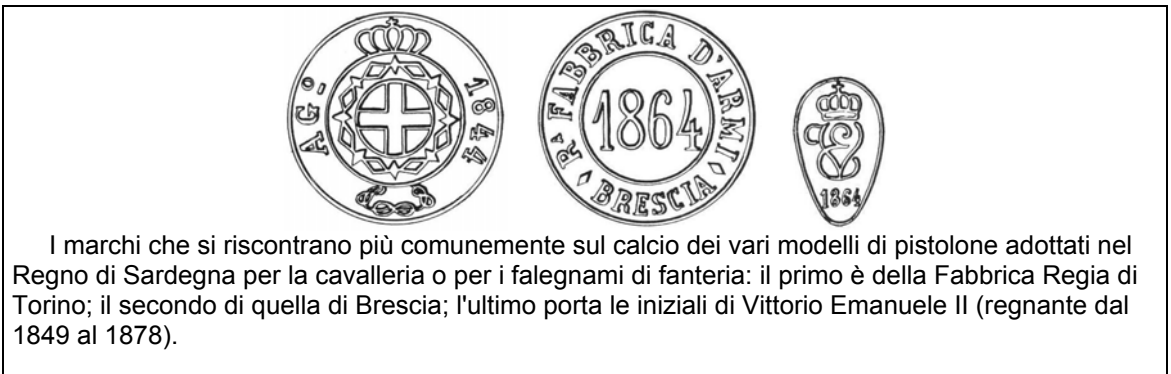 AGº 1844
Rª FABBRICA D'ARMI
1864
BRESCIA
VE
1864
I marchi che si riscontrano più comunemente sul calcio dei vari modelli di pistolone adottati nel
Regno di Sardegna per la cavalleria o per i falegnami di fanteria: il primo è della Fabbrica Regia di
Torino; il secondo di quella di Brescia; l'ultimo porta le iniziali di Vittorio Emanuele II (regnante dal
1849 al 1878).